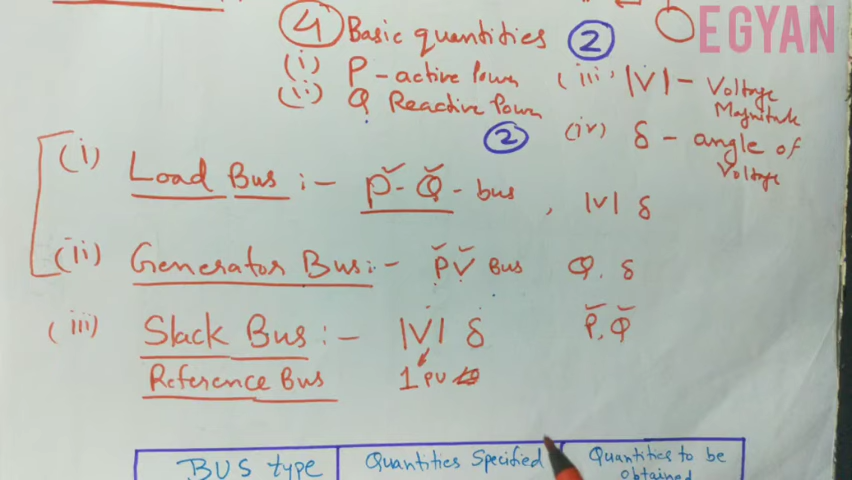 EGYAN
4 Basic quantities 2
(i) P - active Power (iii) |V| - Voltage Magnitude
(ii) Q Reactive Power
2 (iv) δ - angle of Voltage
(i) Load Bus :- P-Q - bus , |V| δ
(ii) Generator Bus :- PV Bus Q, δ
(iii) Slack Bus :- |V| δ P, Q
Reference Bus 1 PU
BUS type Quantities Specified Quantities to be obtained